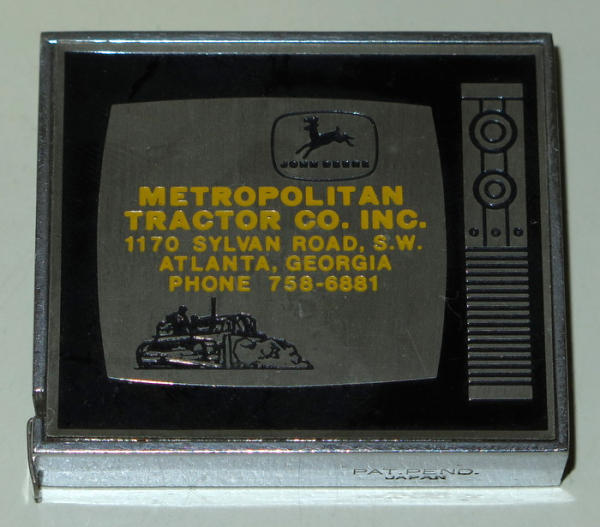 JOHN DEERE
METROPOLITAN
TRACTOR CO. INC.
1170 SYLVAN ROAD, S.W.
ATLANTA, GEORGIA
PHONE 758-6881
PAT. PEND.
JAPAN